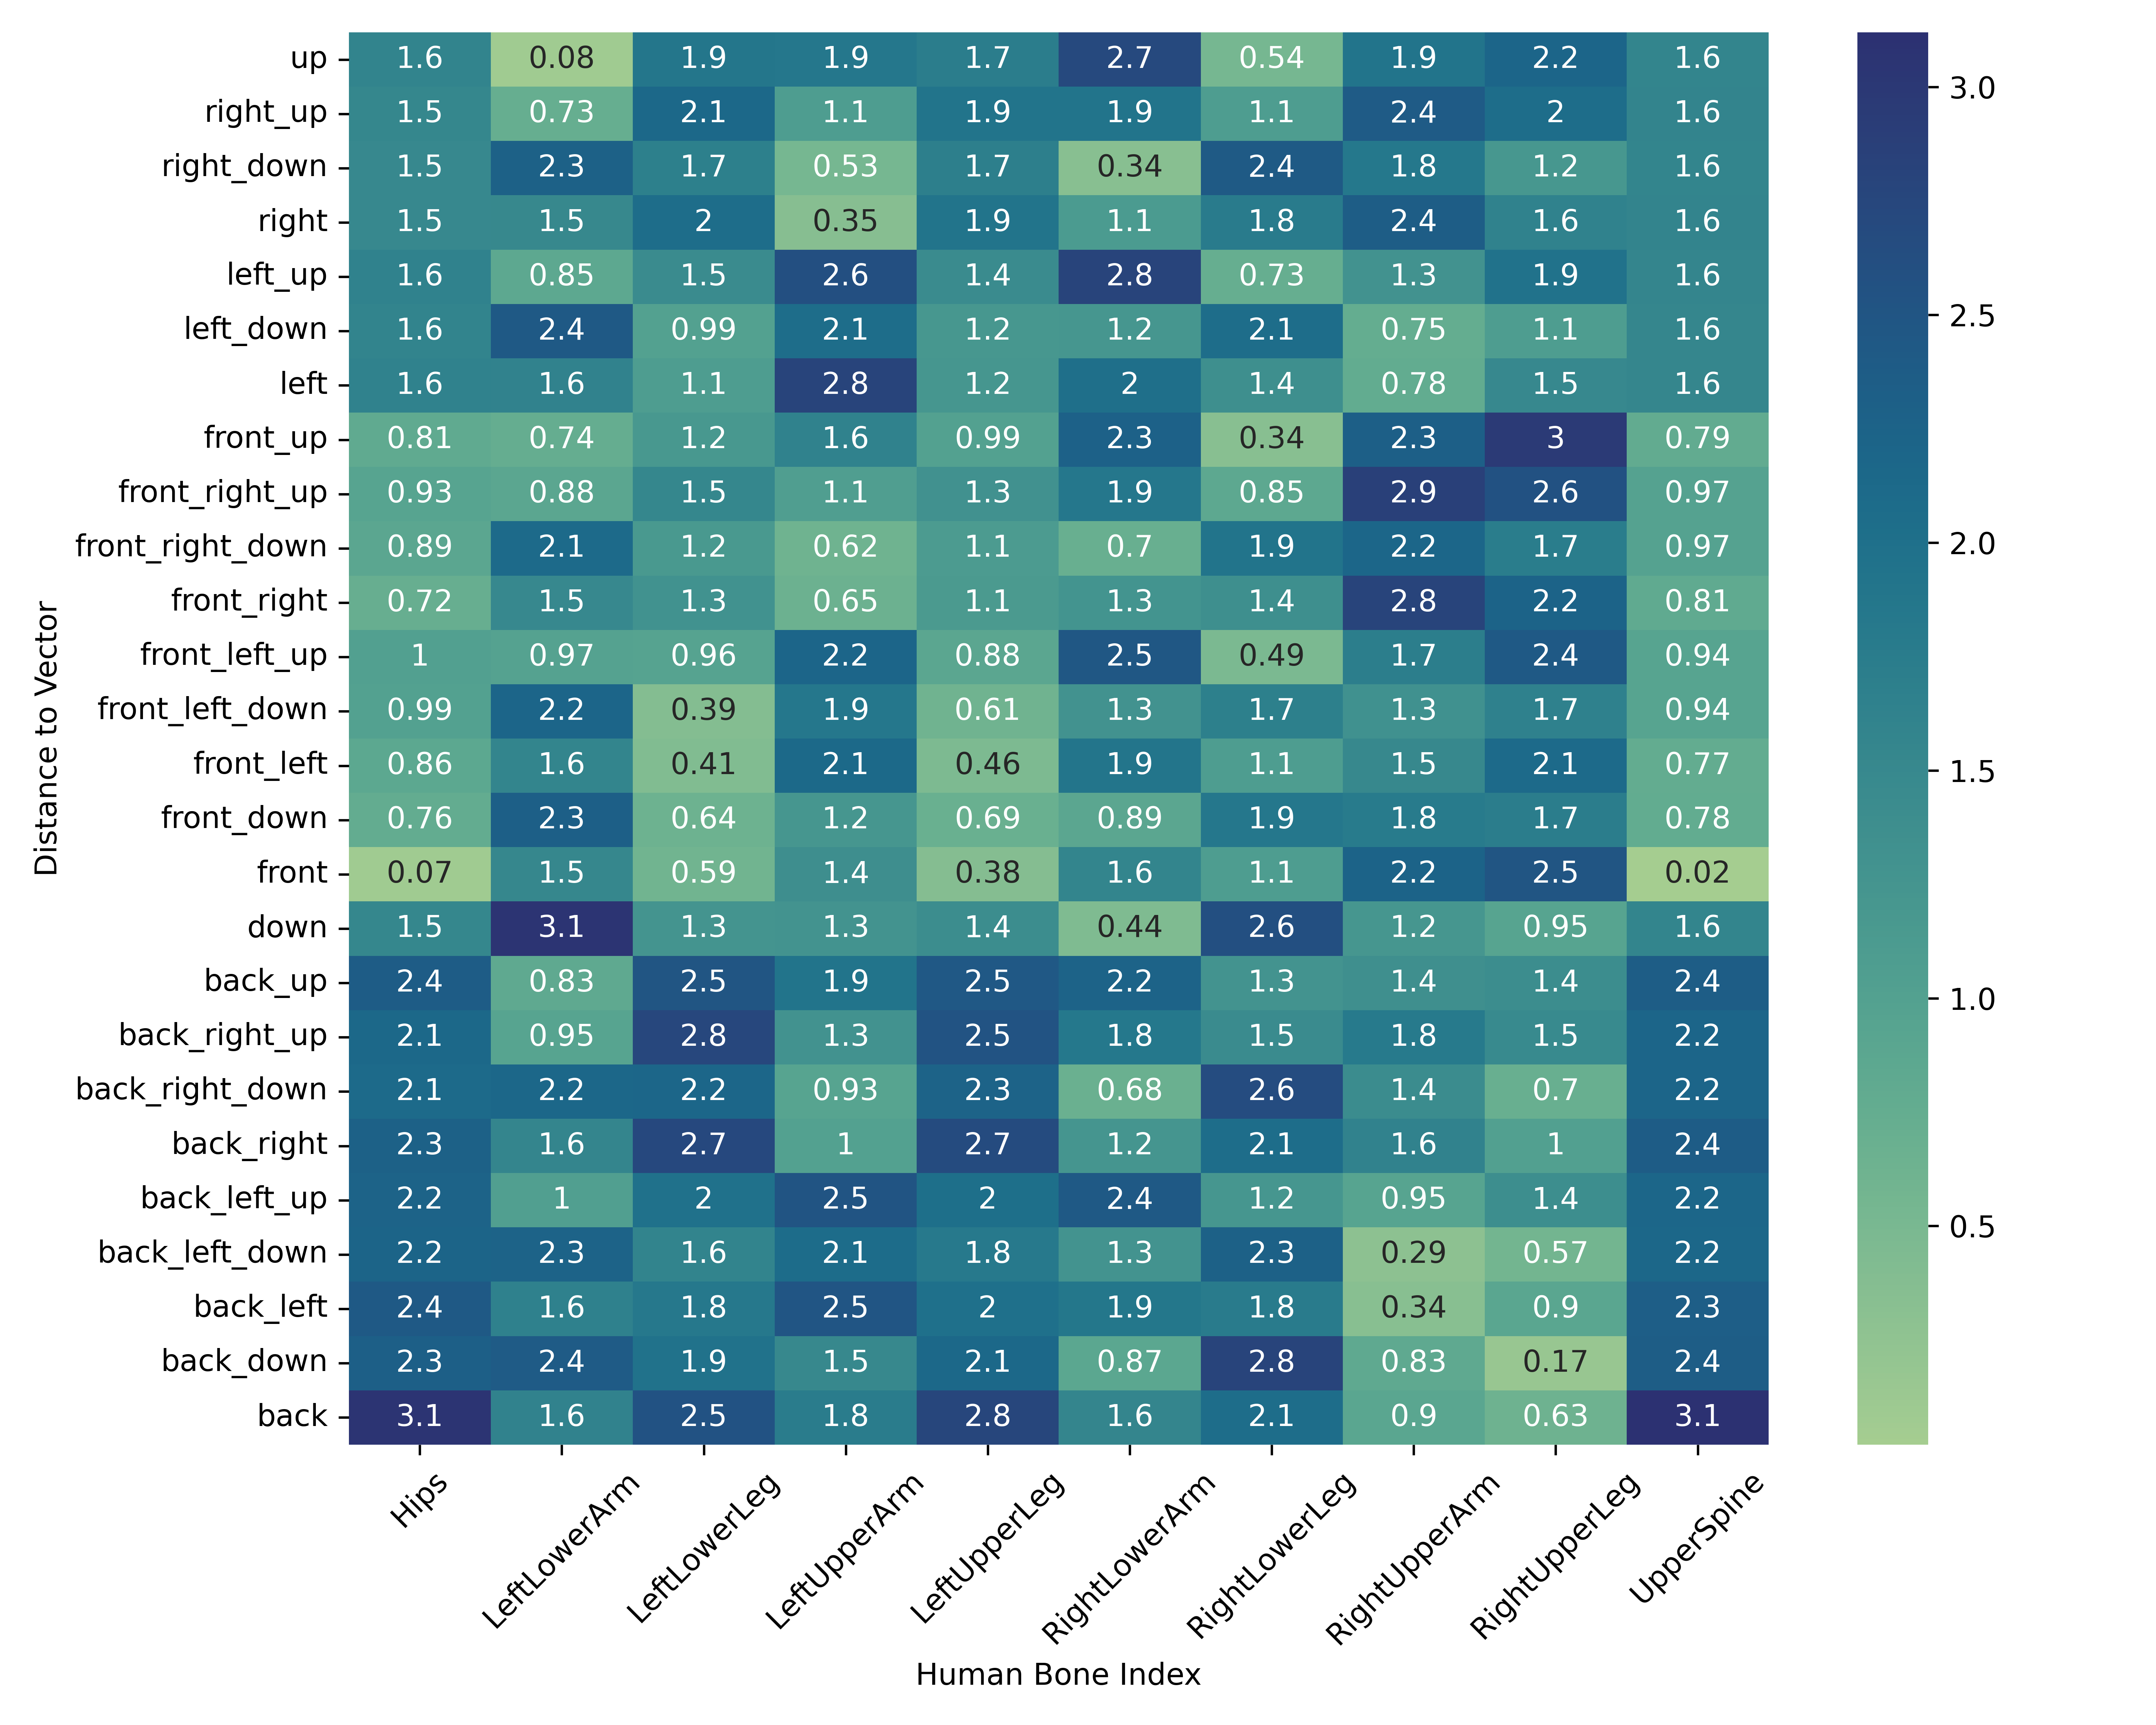 up 1.6 0.08 1.9 1.9 1.7 2.7 0.54 1.9 2.2 1.6
right_up 1.5 0.73 2.1 1.1 1.9 1.9 1.1 2.4 2 1.6
right_down 1.5 2.3 1.7 0.53 1.7 0.34 2.4 1.8 1.2 1.6
right 1.5 1.5 2 0.35 1.9 1.1 1.8 2.4 1.6 1.6
left_up 1.6 0.85 1.5 2.6 1.4 2.8 0.73 1.3 1.9 1.6
left_down 1.6 2.4 0.99 2.1 1.2 1.2 2.1 0.75 1.1 1.6
left 1.6 1.6 1.1 2.8 1.2 2 1.4 0.78 1.5 1.6
front_up 0.81 0.74 1.2 1.6 0.99 2.3 0.34 2.3 3 0.79
front_right_up 0.93 0.88 1.5 1.1 1.3 1.9 0.85 2.9 2.6 0.97
front_right_down 0.89 2.1 1.2 0.62 1.1 0.7 1.9 2.2 1.7 0.97
front_right 0.72 1.5 1.3 0.65 1.1 1.3 1.4 2.8 2.2 0.81
front_left_up 1 0.97 0.96 2.2 0.88 2.5 0.49 1.7 2.4 0.94
front_left_down 0.99 2.2 0.39 1.9 0.61 1.3 1.7 1.3 1.7 0.94
front_left 0.86 1.6 0.41 2.1 0.46 1.9 1.1 1.5 2.1 0.77
front_down 0.76 2.3 0.64 1.2 0.69 0.89 1.9 1.8 1.7 0.78
front 0.07 1.5 0.59 1.4 0.38 1.6 1.1 2.2 2.5 0.02
down 1.5 3.1 1.3 1.3 1.4 0.44 2.6 1.2 0.95 1.6
back_up 2.4 0.83 2.5 1.9 2.5 2.2 1.3 1.4 1.4 2.4
back_right_up 2.1 0.95 2.8 1.3 2.5 1.8 1.5 1.8 1.5 2.2
back_right_down 2.1 2.2 2.2 0.93 2.3 0.68 2.6 1.4 0.7 2.2
back_right 2.3 1.6 2.7 1 2.7 1.2 2.1 1.6 1 2.4
back_left_up 2.2 1 2 2.5 2 2.4 1.2 0.95 1.4 2.2
back_left_down 2.2 2.3 1.6 2.1 1.8 1.3 2.3 0.29 0.57 2.2
back_left 2.4 1.6 1.8 2.5 2 1.9 1.8 0.34 0.9 2.3
back_down 2.3 2.4 1.9 1.5 2.1 0.87 2.8 0.83 0.17 2.4
back 3.1 1.6 2.5 1.8 2.8 1.6 2.1 0.9 0.63 3.1
Hips LeftLowerArm LeftLowerLeg LeftUpperArm LeftUpperLeg RightLowerArm RightLowerLeg RightUpperArm RightUpperLeg UpperSpine
Human Bone Index
Distance to Vector
3.0
2.5
2.0
1.5
1.0
0.5